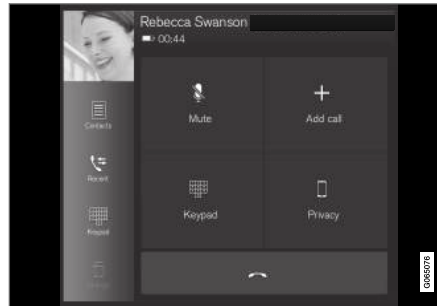 Rebecca Swanson
00:44
Contacts
Mute
Add call
Recent
Keypad
Privacy
Keypad
G065076